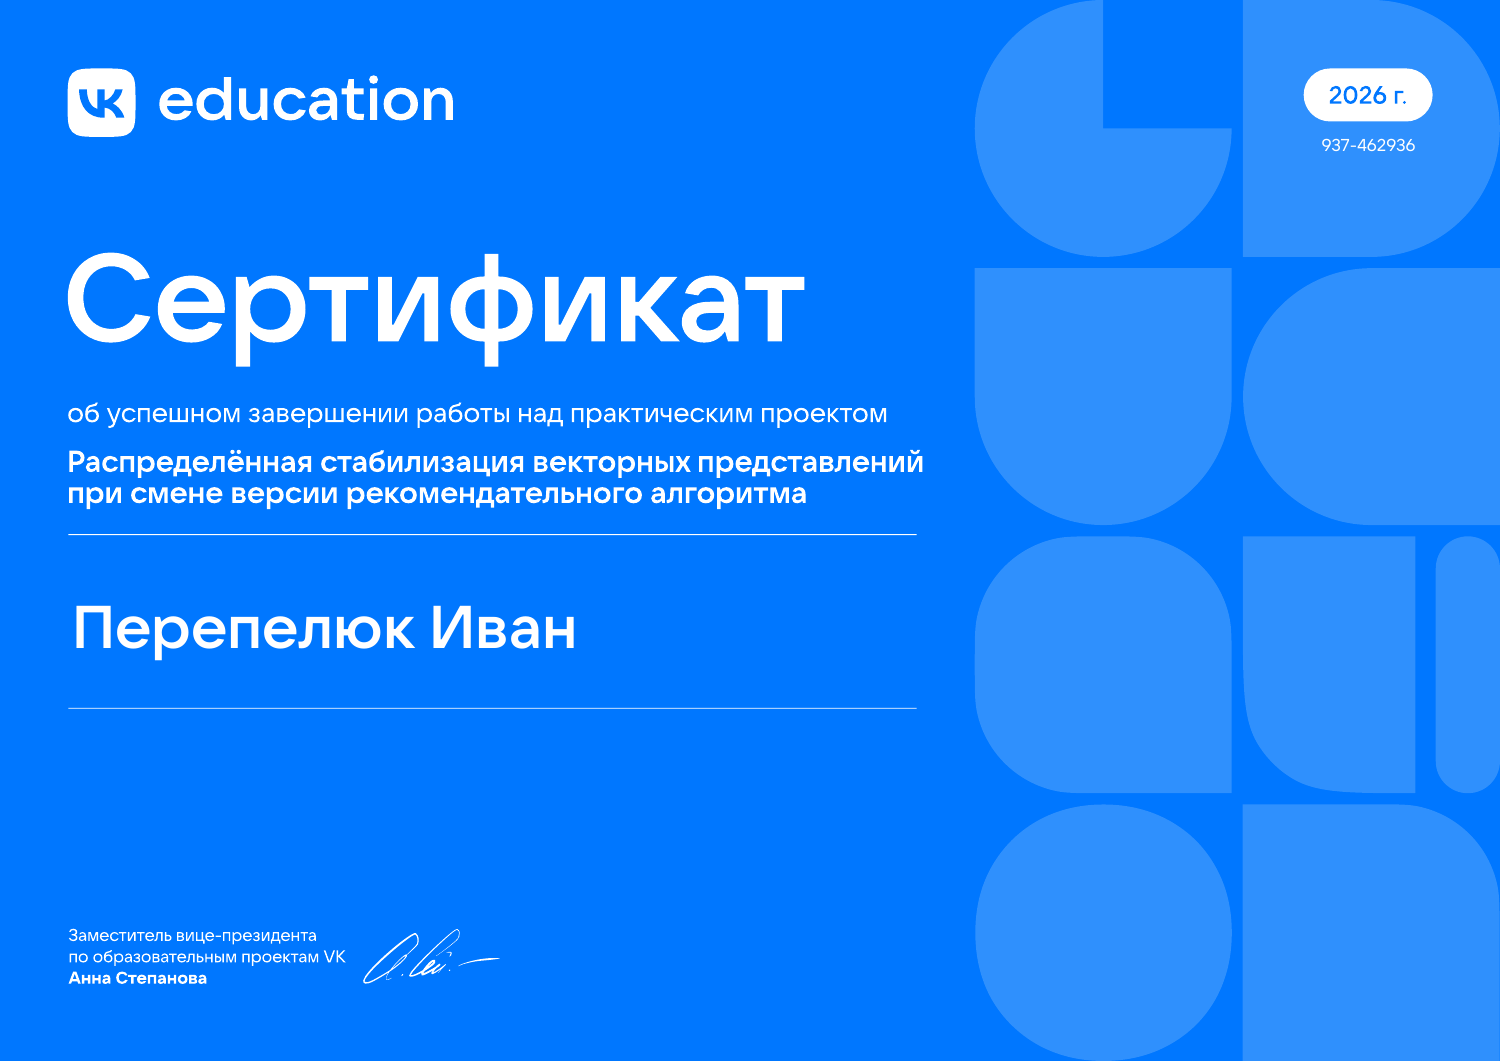 VK education
2026 г.
937-462936
Сертификат
об успешном завершении работы над практическим проектом
Распределённая стабилизация векторных представлений
при смене версии рекомендательного алгоритма
Перепелюк Иван
Заместитель вице-президента
по образовательным проектам VK
Анна Степанова